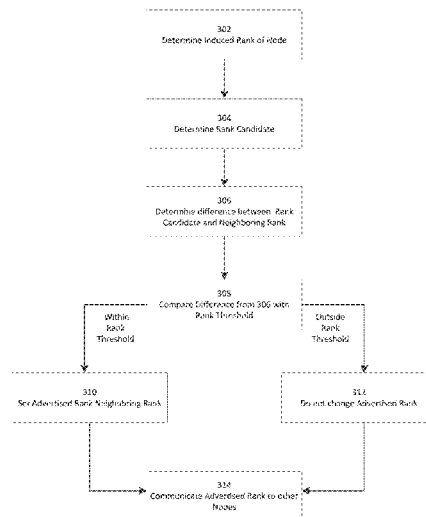 302
Determine Induced Rank of Node
304
Determine Rank Candidate
306
Determine difference between Rank
Candidate and Neighboring Rank
308
Compare Difference from 306 with
Rank Threshold
Within
Rank
Threshold
Outside
Rank
Threshold
310
Set Advertised Rank Neighboring Rank
312
Do not change Advertised Rank
314
Communicate Advertised Rank to other
Nodes